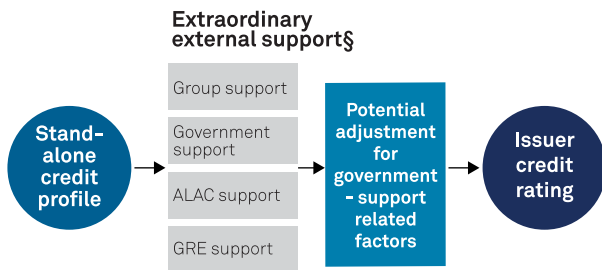 Extraordinary
external support§
Stand-
alone
credit
profile
Group support
Government
support
ALAC support
GRE support
Potential
adjustment
for
government
- support
related
factors
Issuer
credit
rating